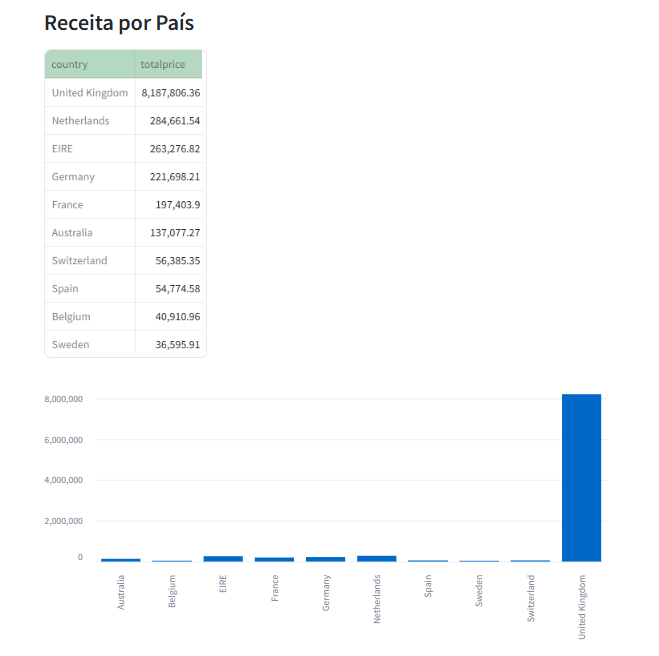 Receita por País
country totalprice
United Kingdom 8,187,806.36
Netherlands 284,661.54
EIRE 263,276.82
Germany 221,698.21
France 197,403.9
Australia 137,077.27
Switzerland 56,385.35
Spain 54,774.58
Belgium 40,910.96
Sweden 36,595.91
8,000,000
6,000,000
4,000,000
2,000,000
0
Australia
Belgium
EIRE
France
Germany
Netherlands
Spain
Sweden
Switzerland
United Kingdom